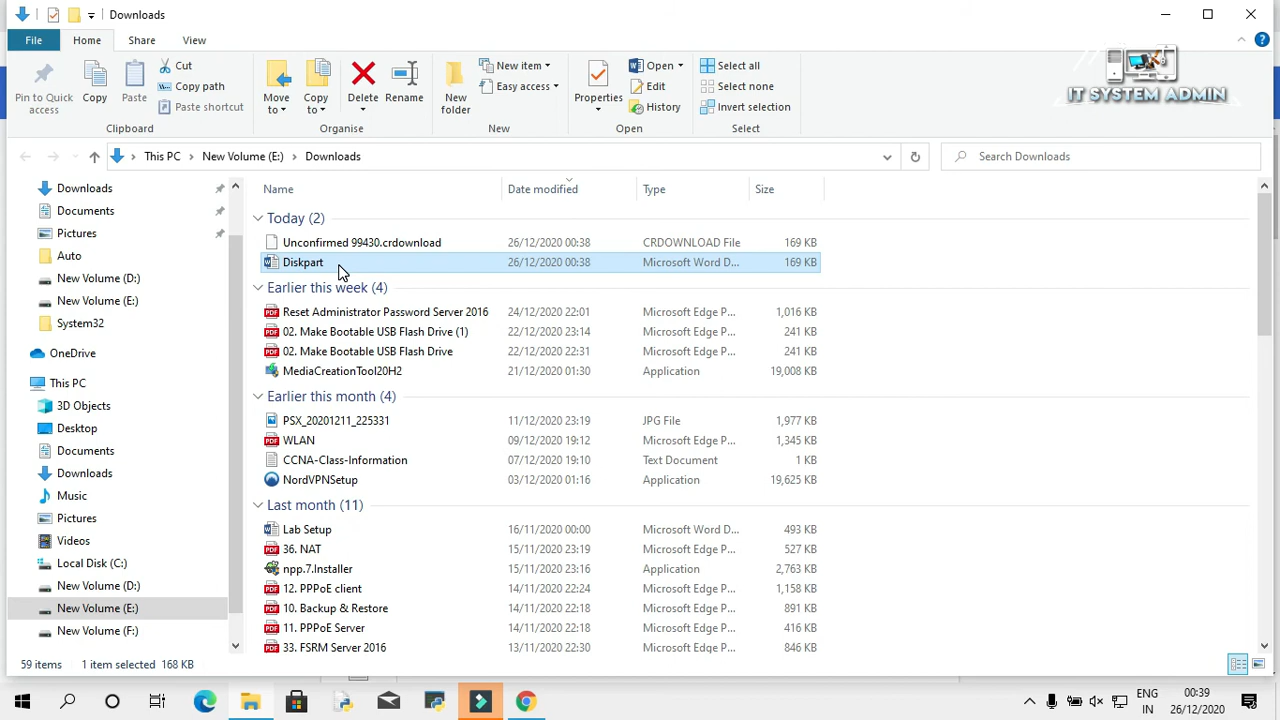 Downloads
File Home Share View
Pin to Quick access
Copy
Paste
Cut
Copy path
Paste shortcut
Clipboard
Move to
Copy to
Delete
Rename
Organise
New folder
New item
Easy access
New
Properties
Open
Edit
History
Open
Select all
Select none
Invert selection
Select
IT SYSTEM ADMIN
This PC > New Volume (E:) > Downloads
Search Downloads
Downloads
Documents
Pictures
Auto
New Volume (D:)
New Volume (E:)
System32
OneDrive
This PC
3D Objects
Desktop
Documents
Downloads
Music
Pictures
Videos
Local Disk (C:)
New Volume (D:)
New Volume (E:)
New Volume (F:)
Name Date modified Type Size
Today (2)
Unconfirmed 99430.crdownload 26/12/2020 00:38 CRDOWNLOAD File 169 KB
Diskpart 26/12/2020 00:38 Microsoft Word D... 169 KB
Earlier this week (4)
Reset Administrator Password Server 2016 24/12/2020 22:01 Microsoft Edge P... 1,016 KB
02. Make Bootable USB Flash Drive (1) 22/12/2020 23:14 Microsoft Edge P... 241 KB
02. Make Bootable USB Flash Drive 22/12/2020 22:31 Microsoft Edge P... 241 KB
MediaCreationTool20H2 21/12/2020 01:30 Application 19,008 KB
Earlier this month (4)
PSX_20201211_225331 11/12/2020 23:19 JPG File 1,977 KB
WLAN 09/12/2020 19:12 Microsoft Edge P... 1,345 KB
CCNA-Class-Information 07/12/2020 19:10 Text Document 1 KB
NordVPNSetup 03/12/2020 01:16 Application 19,625 KB
Last month (11)
Lab Setup 16/11/2020 00:00 Microsoft Word D... 493 KB
36. NAT 15/11/2020 23:19 Microsoft Edge P... 527 KB
npp.7.Installer 15/11/2020 23:16 Application 2,763 KB
12. PPPoE client 14/11/2020 22:24 Microsoft Edge P... 1,158 KB
10. Backup & Restore 14/11/2020 22:18 Microsoft Edge P... 891 KB
11. PPPoE Server 14/11/2020 22:18 Microsoft Edge P... 416 KB
33. FSRM Server 2016 13/11/2020 22:30 Microsoft Edge P... 846 KB
59 items 1 item selected 168 KB
ENG
IN
00:39
26/12/2020